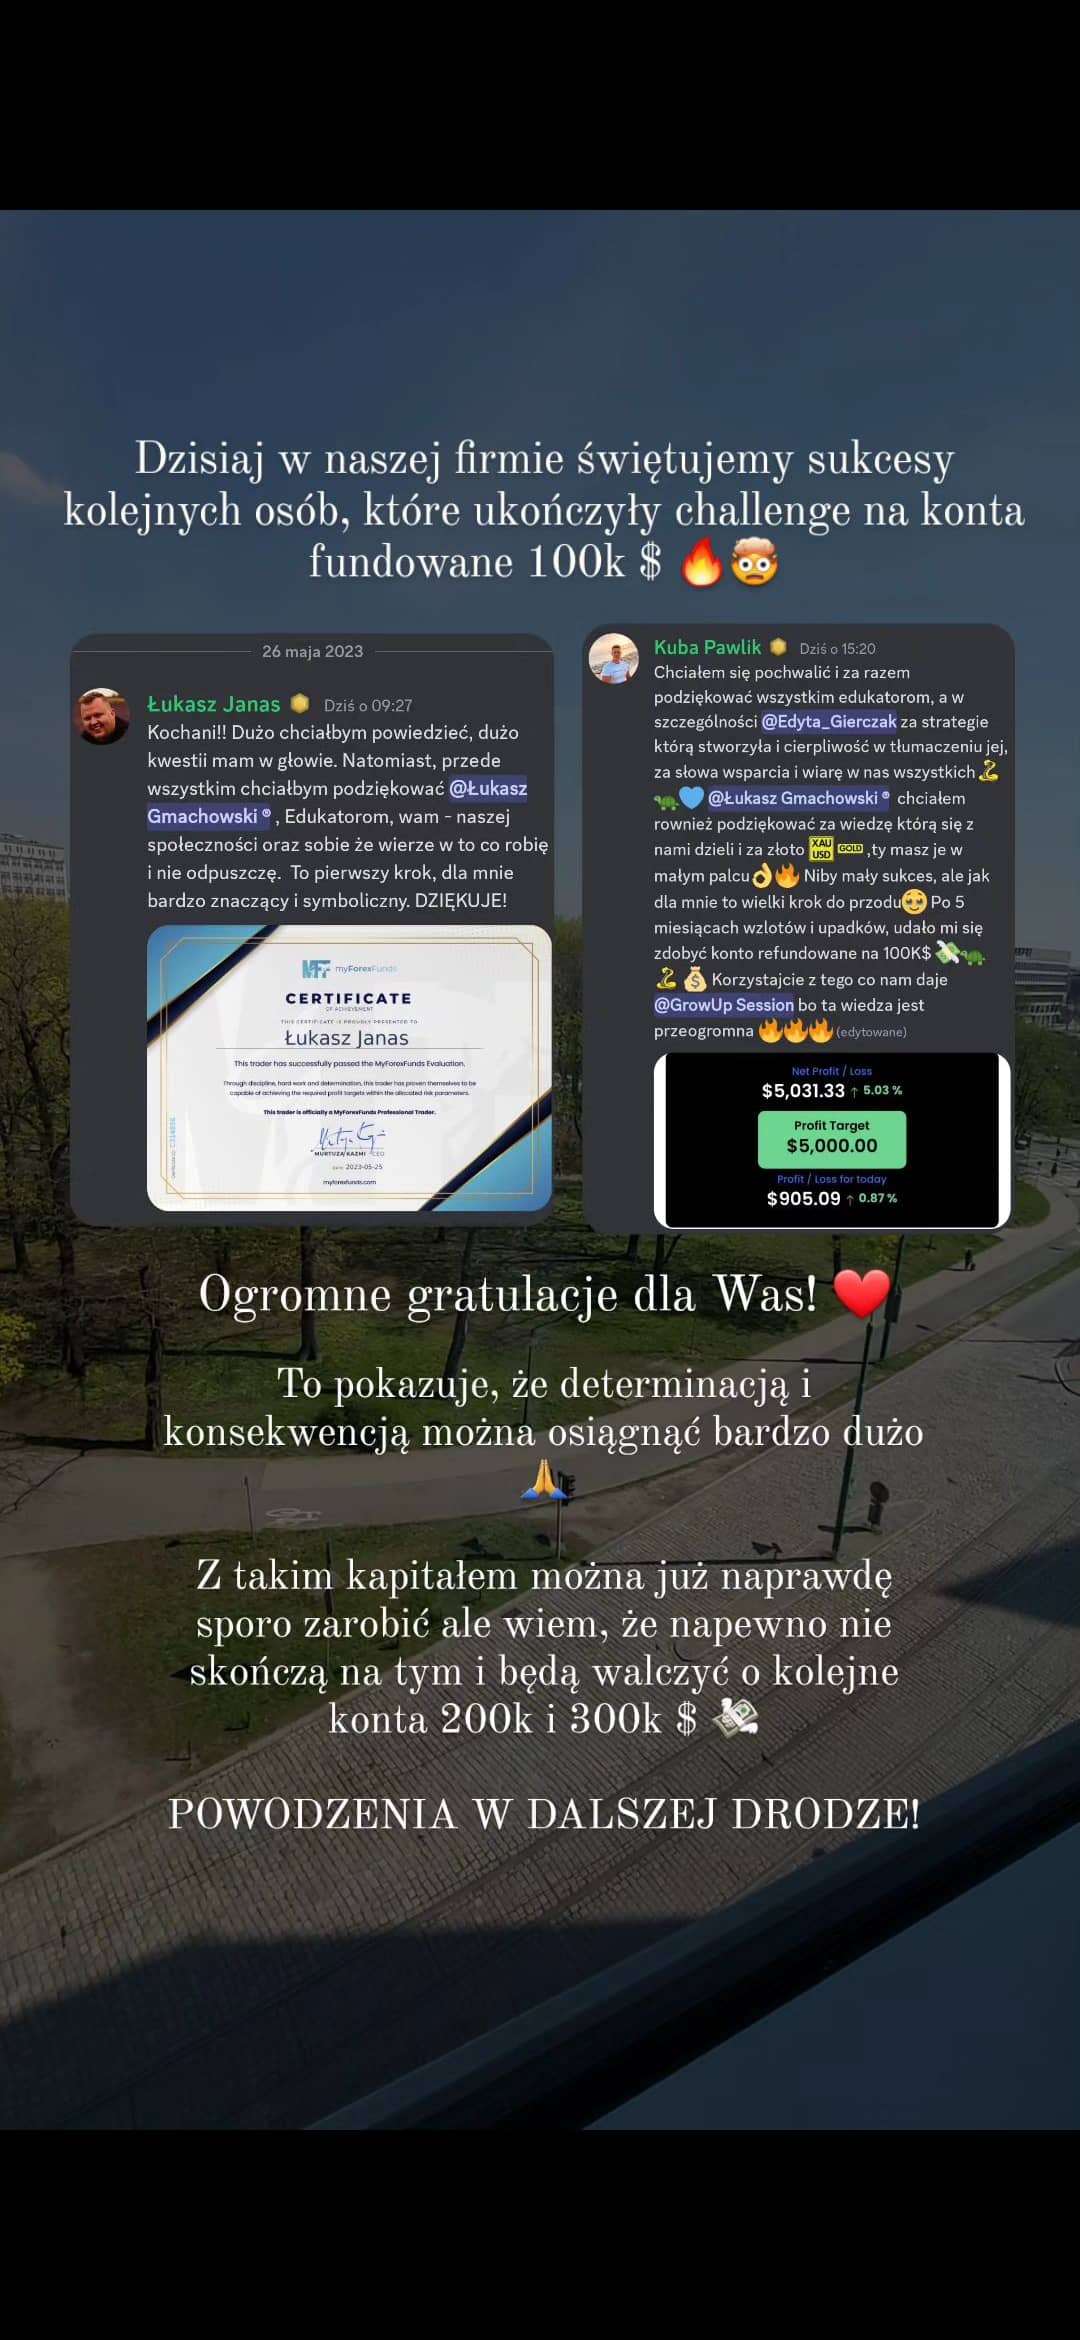 Dzisiaj w naszej firmie świętujemy sukcesy
kolejnych osób, które ukończyły challenge na konta
fundowane 100k $ 🔥🤯
26 maja 2023
Łukasz Janas Dziś o 09:27
Kochani!! Dużo chciałbym powiedzieć, dużo
kwestii mam w głowie. Natomiast, przede
wszystkim chciałbym podziękować @Łukasz
Gmachowski ® , Edukatorom, wam - naszej
społeczności oraz sobie że wierze w to co robię
i nie odpuszczę. To pierwszy krok, dla mnie
bardzo znaczący i symboliczny. DZIĘKUJE!
MFF myForexFunds
CERTIFICATE
OF ACHIEVEMENT
THIS CERTIFICATE IS PROUDLY PRESENTED TO
Łukasz Janas
This trader has successfully passed the MyForexFunds Evaluation.
Through discipline, hard work and determination, this trader has proven themselves to be
capable of achieving the required profit targets within the allocated risk parameters.
This trader is officially a MyForexFunds Professional Trader.
MURTUZA KAZMI CEO
DATE 2023-05-25
myforexfunds.com
Kuba Pawlik Dziś o 15:20
Chciałem się pochwalić i za razem
podziękować wszystkim edukatorom, a w
szczególności @Edyta_Gierczak za strategie
którą stworzyła i cierpliwość w tłumaczeniu jej,
za słowa wsparcia i wiarę w nas wszystkich 🐍
🐢💙 @Łukasz Gmachowski ® chciałem
rownież podziękować za wiedzę którą się z
nami dzieli i za złoto XAU USD GOLD ,ty masz je w
małym palcu👌🔥 Niby mały sukces, ale jak
dla mnie to wielki krok do przodu🥹 Po 5
miesiącach wzlotów i upadków, udało mi się
zdobyć konto refundowane na 100K$ 💸🐢
🐍 💰 Korzystajcie z tego co nam daje
@GrowUp Session bo ta wiedza jest
przeogromna 🔥🔥🔥 (edytowane)
Net Profit / Loss
$5,031.33 ↑ 5.03 %
Profit Target
$5,000.00
Profit / Loss for today
$905.09 ↑ 0.87 %
Ogromne gratulacje dla Was! ❤️
To pokazuje, że determinacją i
konsekwencją można osiągnąć bardzo dużo
🙏
Z takim kapitałem można już naprawdę
sporo zarobić ale wiem, że napewno nie
skończą na tym i będą walczyć o kolejne
konta 200k i 300k $ 💸
POWODZENIA W DALSZEJ DRODZE!